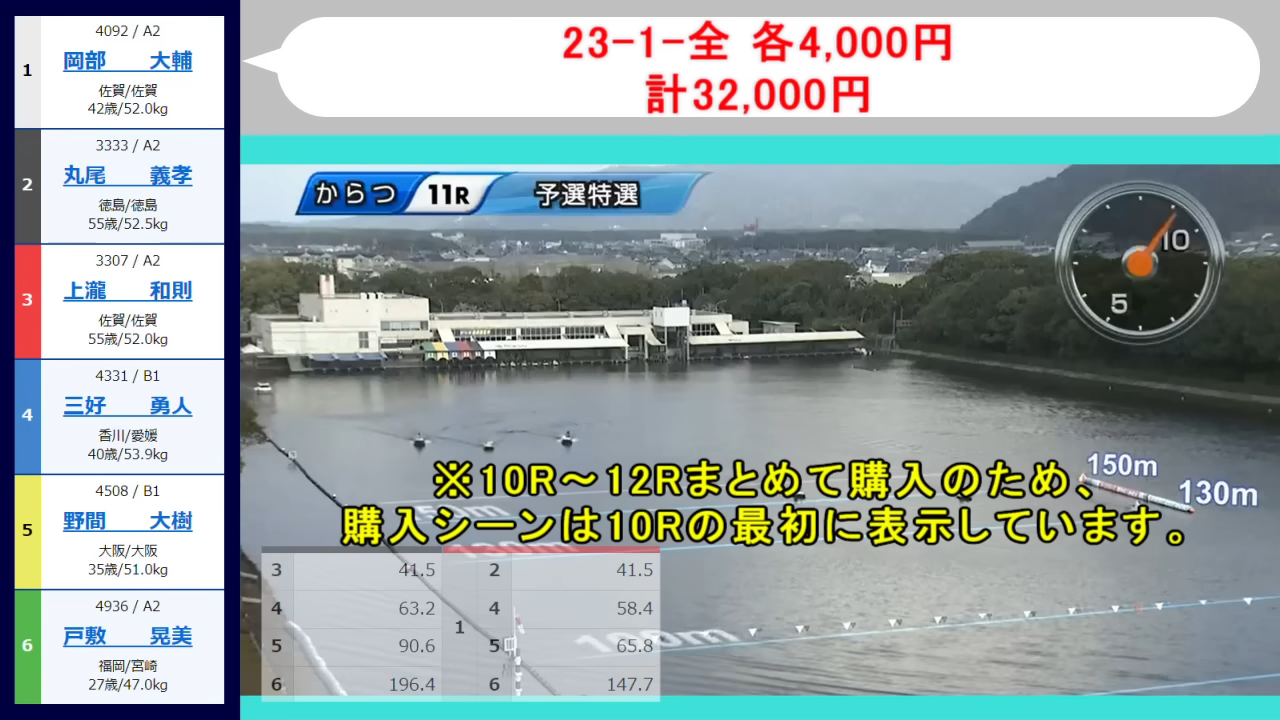 4092 / A2
1
岡部 大輔
佐賀/佐賀
42歳/52.0kg
3333 / A2
2
丸尾 義孝
徳島/徳島
55歳/52.5kg
3307 / A2
3
上瀧 和則
佐賀/佐賀
55歳/52.0kg
4331 / B1
4
三好 勇人
香川/愛媛
40歳/53.9kg
4508 / B1
5
野間 大樹
大阪/大阪
35歳/51.0kg
4936 / A2
6
戸敷 晃美
福岡/宮崎
27歳/47.0kg
23-1-全 各4,000円
計32,000円
からつ 11R 予選特選
10
5
150m
130m
※10R～12Rまとめて購入のため、
購入シーンは10Rの最初に表示しています。
100m
3 41.5 2 41.5
4 63.2 4 58.4
1
5 90.6 5 65.8
6 196.4 6 147.7